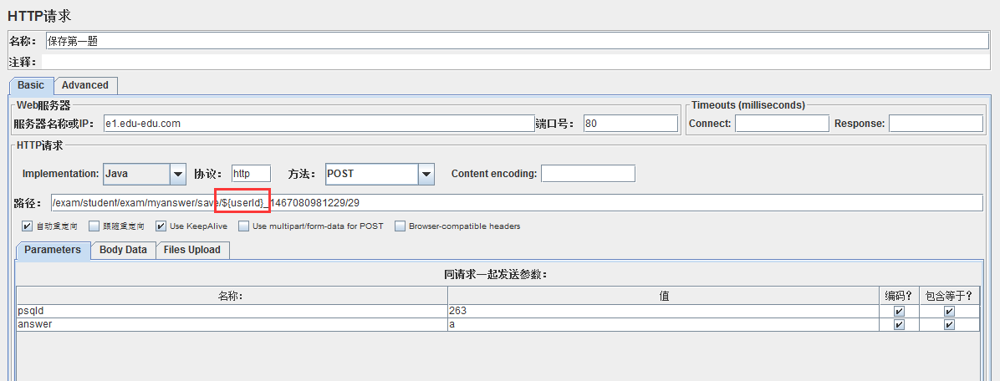 HTTP请求
名称： 保存第一题
注释：
Basic Advanced
Web服务器 Timeouts (milliseconds)
服务器名称或IP： e1.edu-edu.com 端口号： 80 Connect: Response:
HTTP请求
Implementation: Java 协议： http 方法： POST Content encoding:
路径： /exam/student/exam/myanswer/save/${userId}_1467080981229/29
自动重定向 跟随重定向 Use KeepAlive Use multipart/form-data for POST Browser-compatible headers
Parameters Body Data Files Upload
同请求一起发送参数：
名称： 值 编码？ 包含等于？
psqId 263
answer a